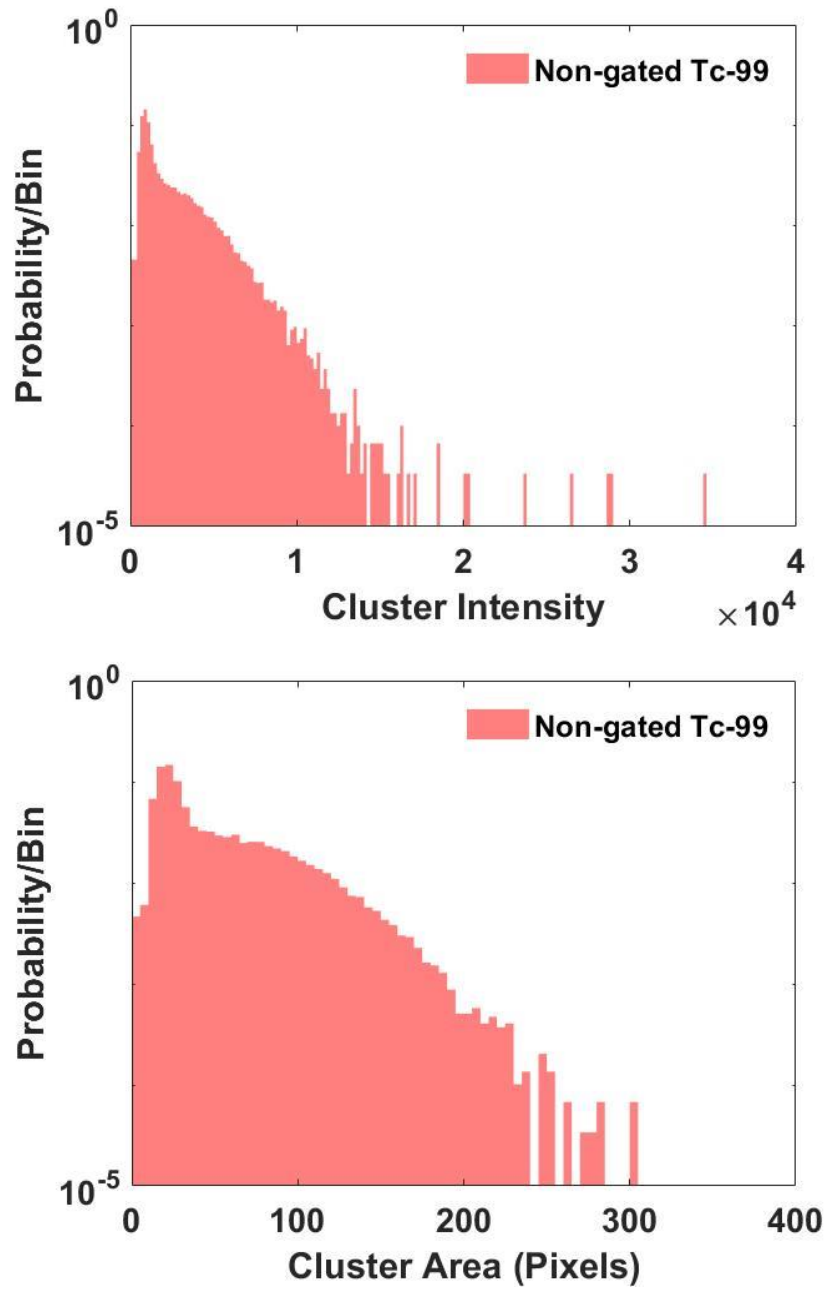 10^0
Non-gated Tc-99
Probability/Bin
10^-5
0 1 2 3 4
Cluster Intensity ×10^4
10^0
Non-gated Tc-99
Probability/Bin
10^-5
0 100 200 300 400
Cluster Area (Pixels)